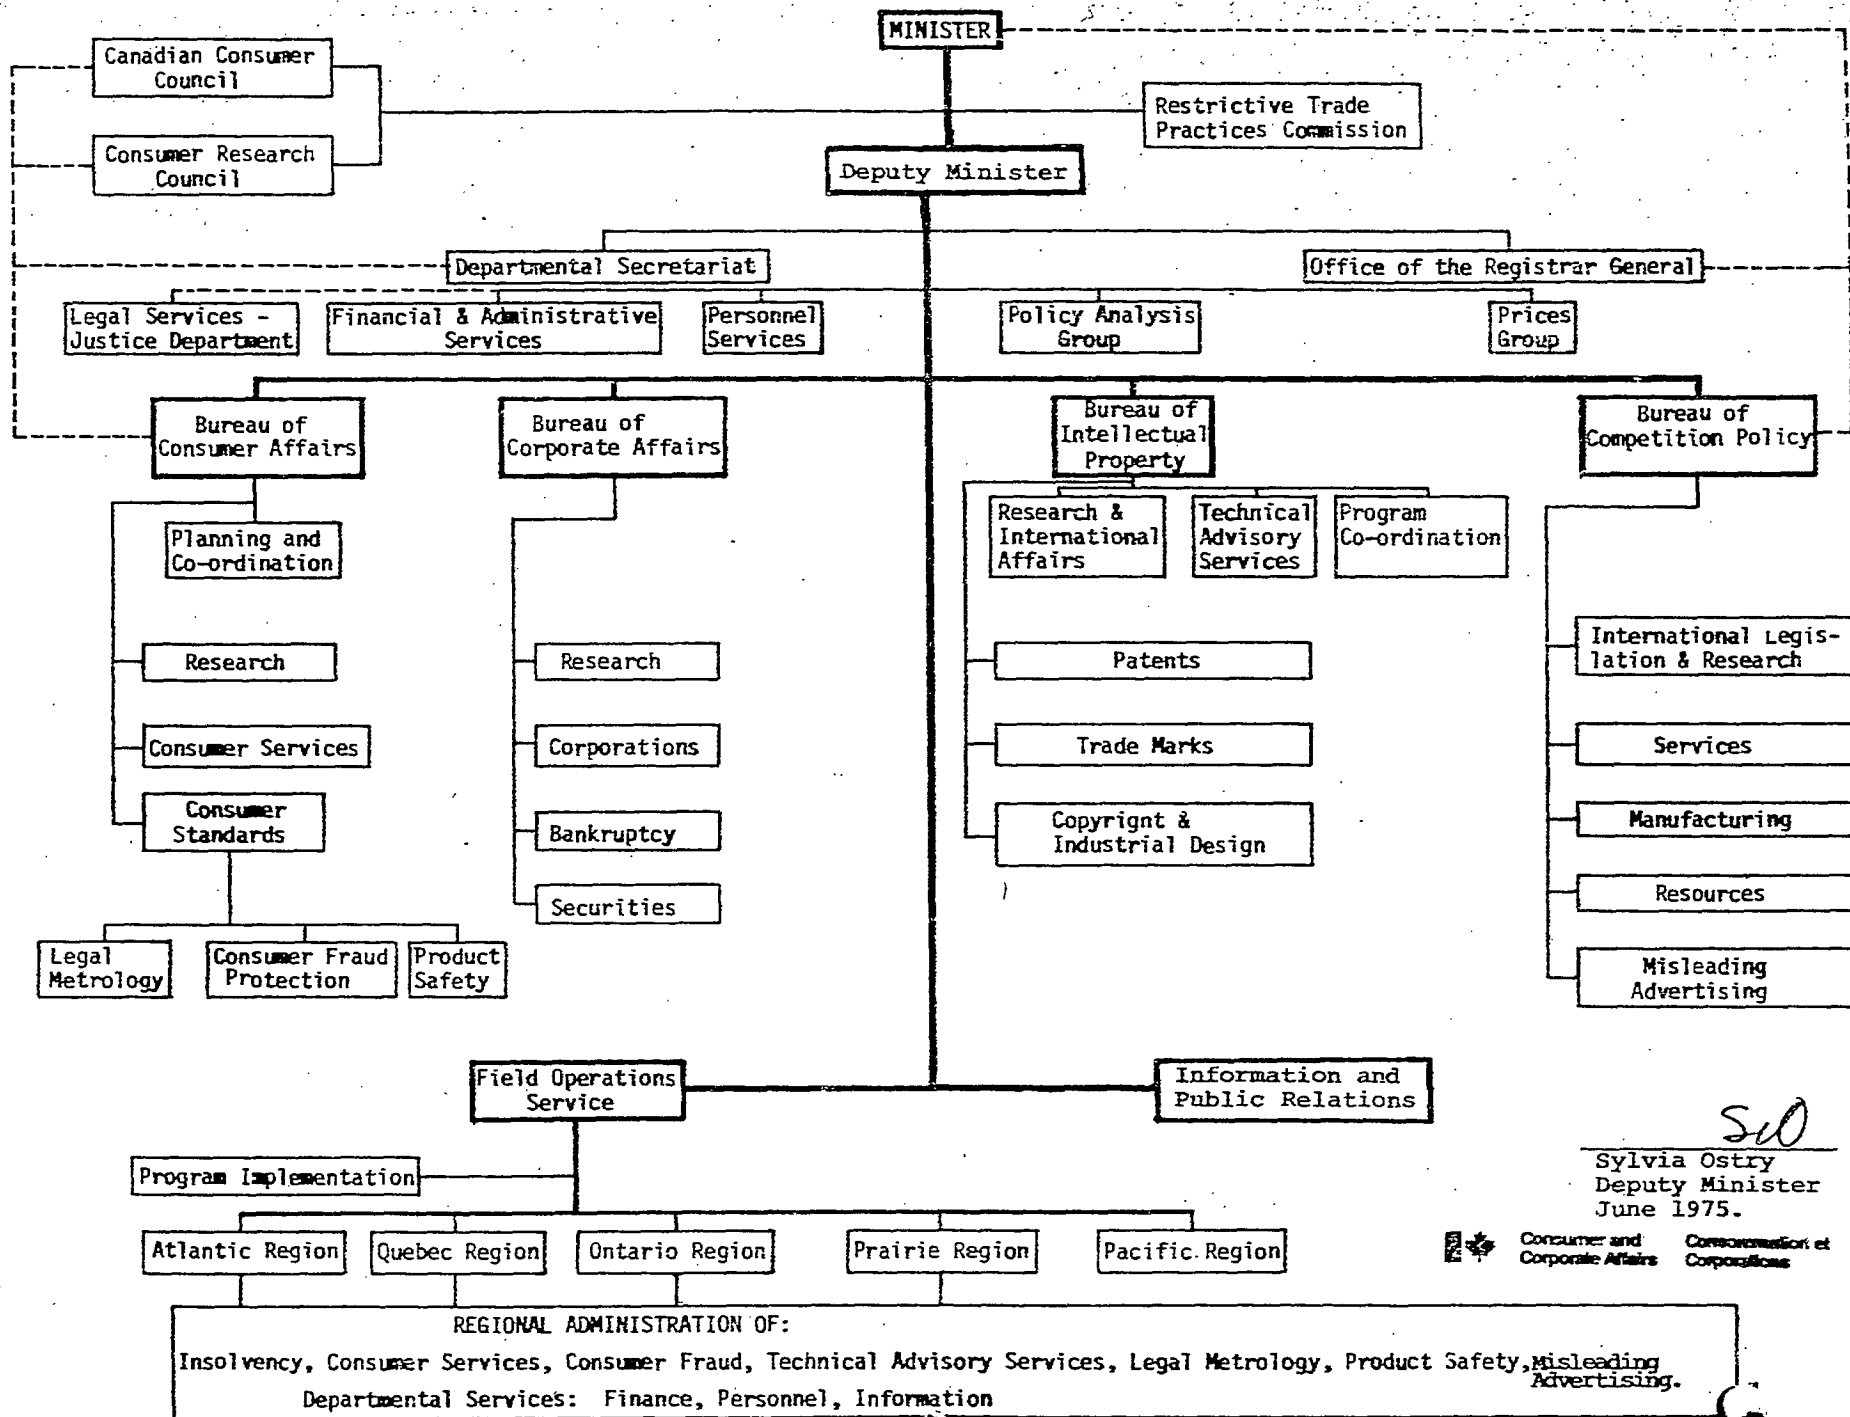 MINISTER
Canadian Consumer
Council
Restrictive Trade
Practices Commission
Consumer Research
Council
Deputy Minister
Departmental Secretariat
Office of the Registrar General
Legal Services -
Justice Department
Financial & Administrative
Services
Personnel
Services
Policy Analysis
Group
Prices
Group
Bureau of
Consumer Affairs
Bureau of
Corporate Affairs
Bureau of
Intellectual
Property
Bureau of
Competition Policy
Planning and
Co-ordination
Research &
International
Affairs
Technical
Advisory
Services
Program
Co-ordination
Research
Consumer Services
Consumer
Standards
Research
Corporations
Bankruptcy
Securities
Patents
Trade Marks
Copyrignt &
Industrial Design
International Legis-
lation & Research
Services
Manufacturing
Resources
Misleading
Advertising
Legal
Metrology
Consumer Fraud
Protection
Product
Safety
Field Operations
Service
Information and
Public Relations
SO
Sylvia Ostry
Deputy Minister
June 1975.
Program Implementation
Atlantic Region
Quebec Region
Ontario Region
Prairie Region
Pacific Region
Consumer and
Corporate Affairs
Consommation et
Corporations
REGIONAL ADMINISTRATION OF:
Insolvency, Consumer Services, Consumer Fraud, Technical Advisory Services, Legal Metrology, Product Safety, Misleading
Advertising.
Departmental Services: Finance, Personnel, Information